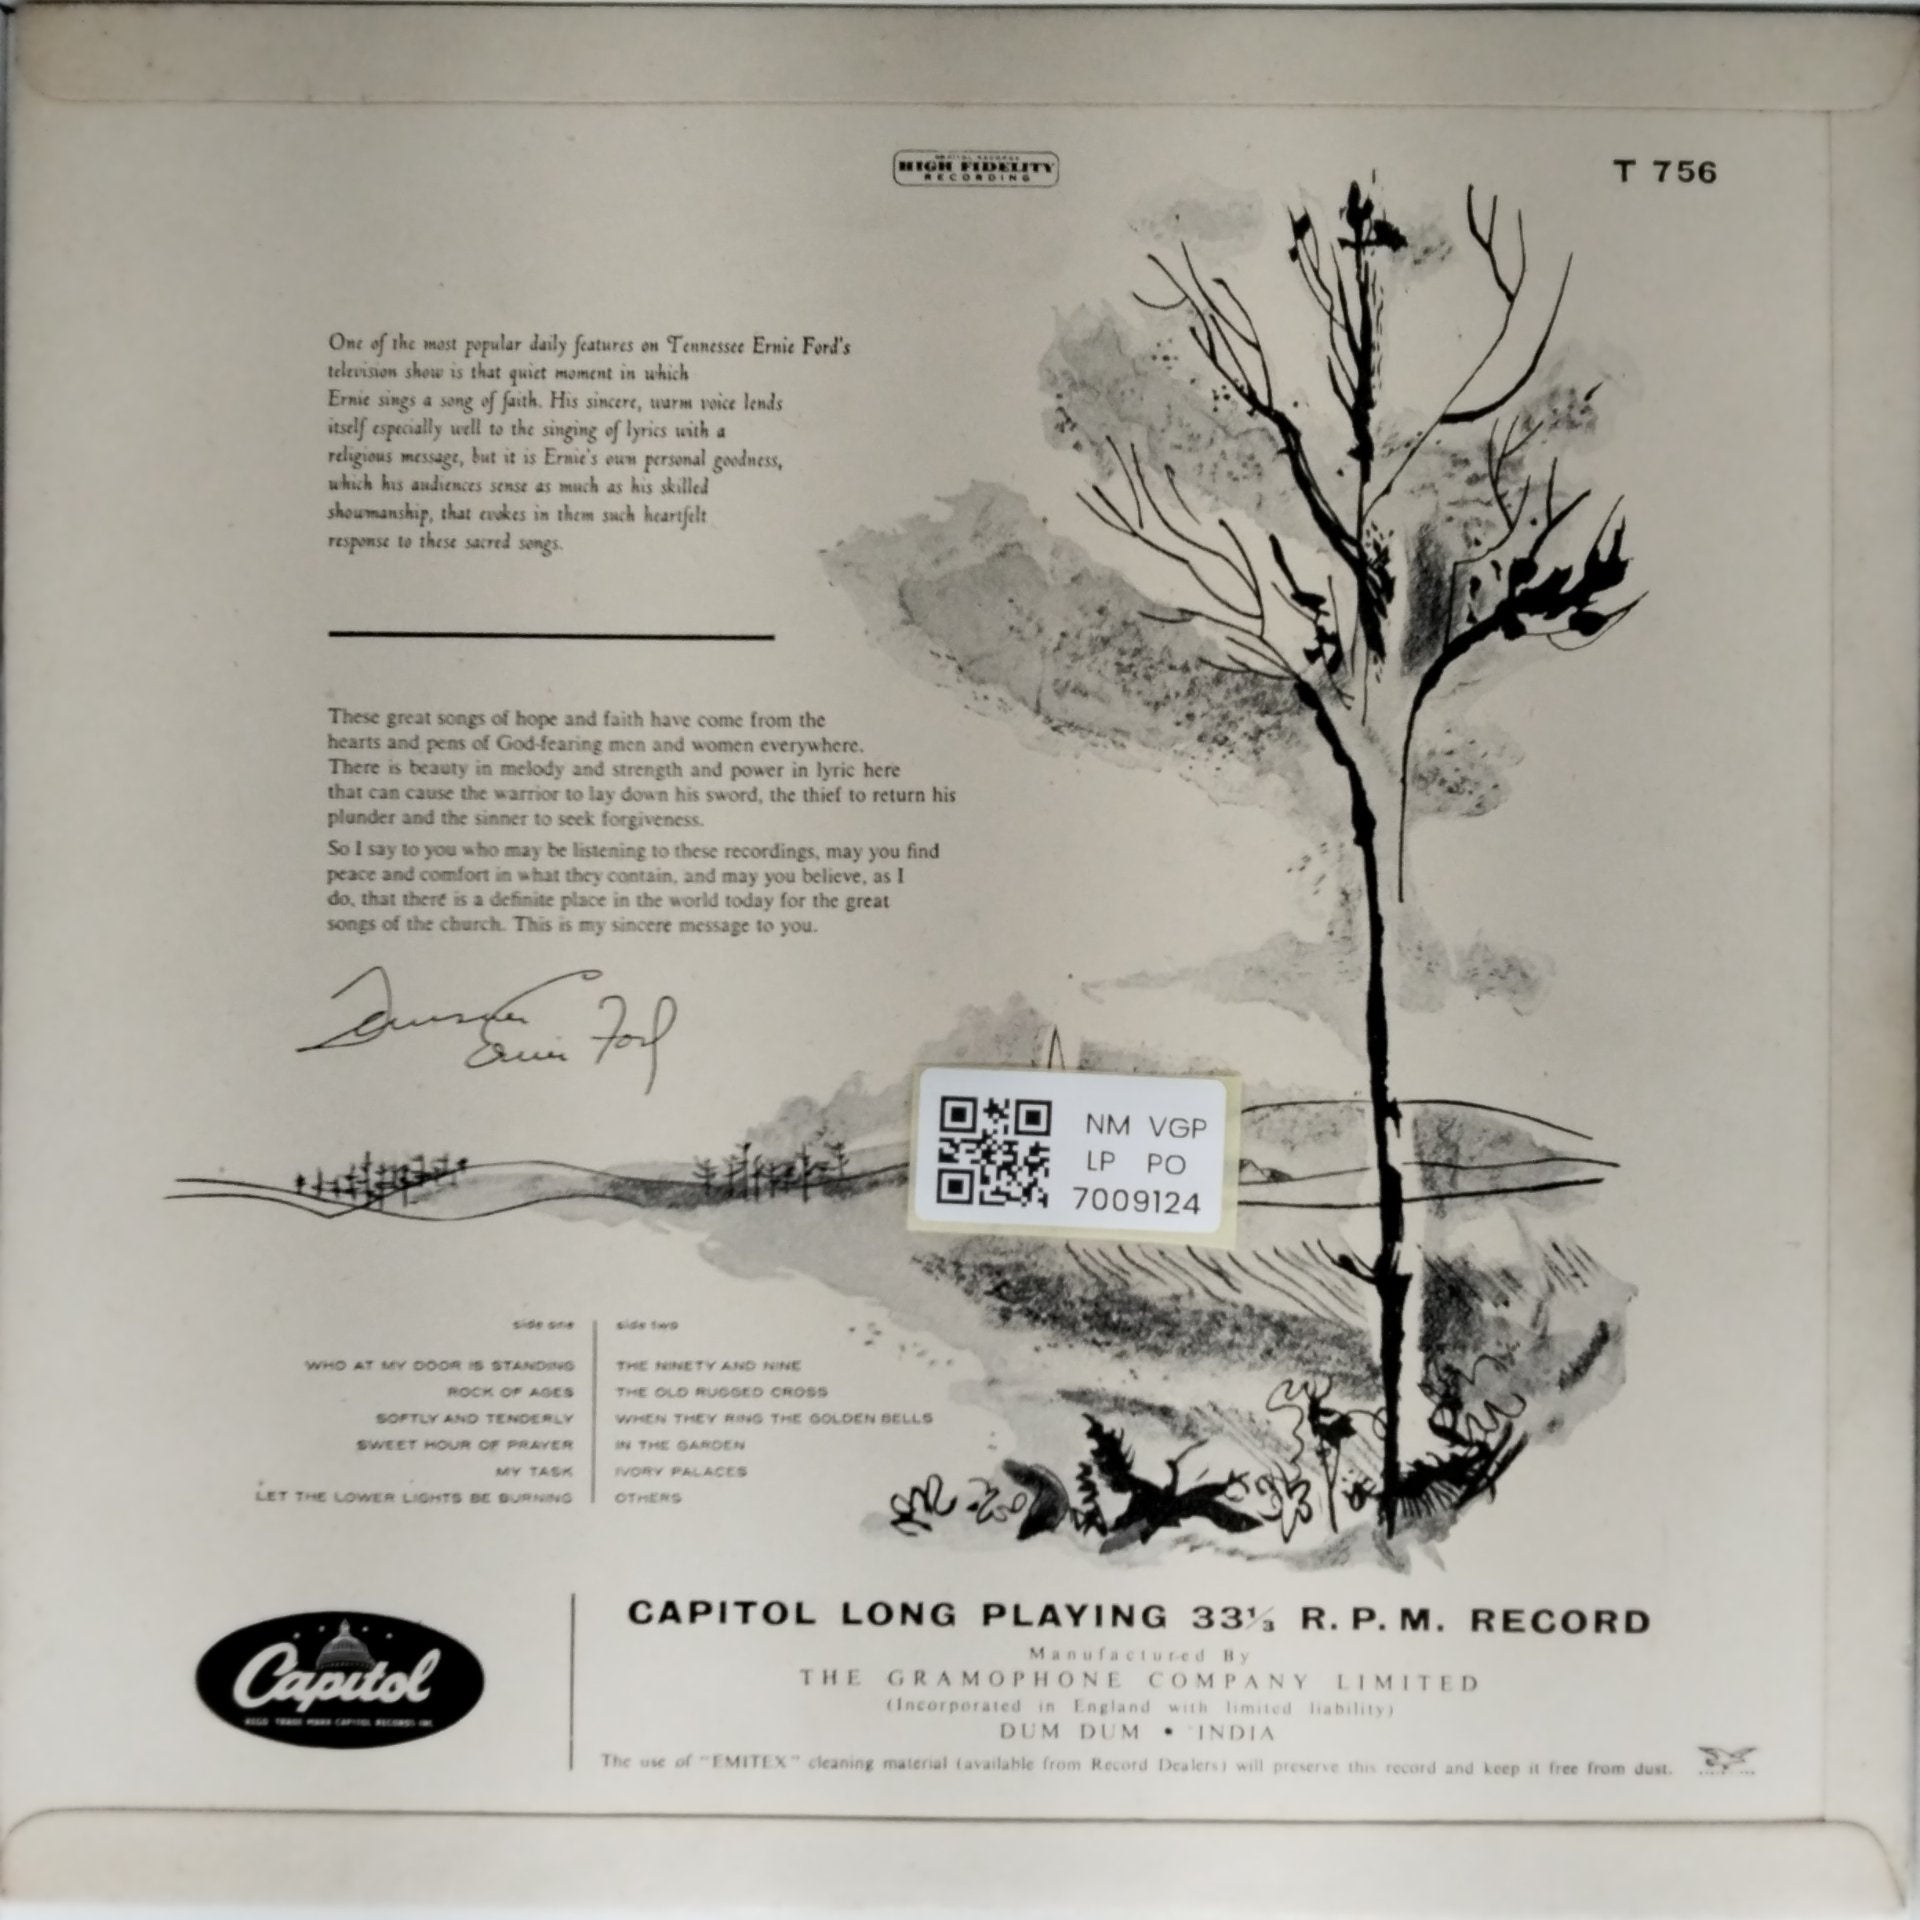 CAPITOL RECORDS
HIGH FIDELITY
RECORDING
T 756
One of the most popular daily features on Tennessee Ernie Ford's
television show is that quiet moment in which
Ernie sings a song of faith. His sincere, warm voice lends
itself especially well to the singing of lyrics with a
religious message, but it is Ernie's own personal goodness,
which his audiences sense as much as his skilled
showmanship, that evokes in them such heartfelt
response to these sacred songs.
These great songs of hope and faith have come from the
hearts and pens of God-fearing men and women everywhere.
There is beauty in melody and strength and power in lyric here
that can cause the warrior to lay down his sword, the thief to return his
plunder and the sinner to seek forgiveness.
So I say to you who may be listening to these recordings, may you find
peace and comfort in what they contain, and may you believe, as I
do, that there is a definite place in the world today for the great
songs of the church. This is my sincere message to you.
Tennessee
Ernie Ford
NM VGP
LP PO
7009124
side one
WHO AT MY DOOR IS STANDING
ROCK OF AGES
SOFTLY AND TENDERLY
SWEET HOUR OF PRAYER
MY TASK
LET THE LOWER LIGHTS BE BURNING
side two
THE NINETY AND NINE
THE OLD RUGGED CROSS
WHEN THEY RING THE GOLDEN BELLS
IN THE GARDEN
IVORY PALACES
OTHERS
Capitol
REGD. TRADE MARK CAPITOL RECORDS INC.
CAPITOL LONG PLAYING 33⅓ R.P.M. RECORD
Manufactured By
THE GRAMOPHONE COMPANY LIMITED
(Incorporated in England with limited liability)
DUM DUM • INDIA
The use of "EMITEX" cleaning material (available from Record Dealers) will preserve this record and keep it free from dust.